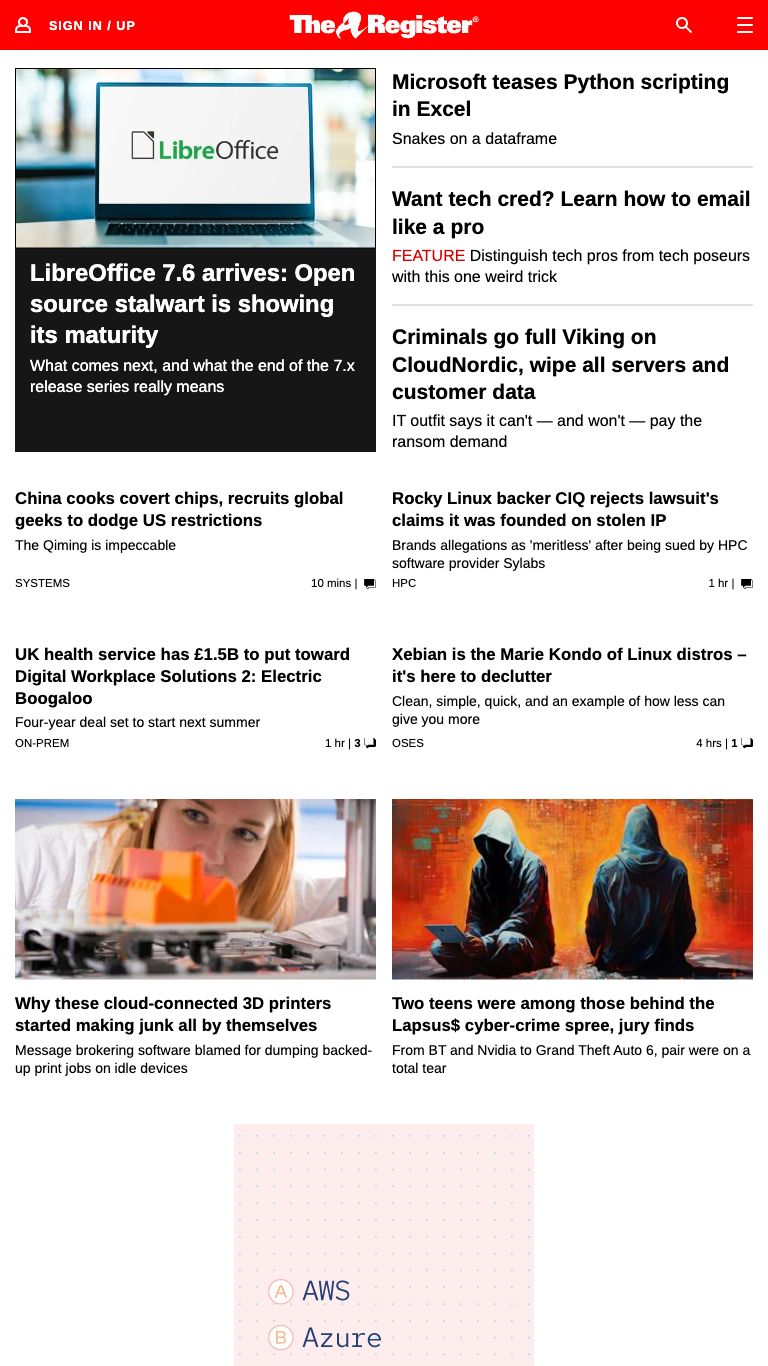 SIGN IN / UP
The Register®
LibreOffice
LibreOffice 7.6 arrives: Open
source stalwart is showing
its maturity
What comes next, and what the end of the 7.x
release series really means
Microsoft teases Python scripting
in Excel
Snakes on a dataframe
Want tech cred? Learn how to email
like a pro
FEATURE Distinguish tech pros from tech poseurs
with this one weird trick
Criminals go full Viking on
CloudNordic, wipe all servers and
customer data
IT outfit says it can't — and won't — pay the
ransom demand
China cooks covert chips, recruits global
geeks to dodge US restrictions
The Qiming is impeccable
SYSTEMS 10 mins |
Rocky Linux backer CIQ rejects lawsuit's
claims it was founded on stolen IP
Brands allegations as 'meritless' after being sued by HPC
software provider Sylabs
HPC 1 hr |
UK health service has £1.5B to put toward
Digital Workplace Solutions 2: Electric
Boogaloo
Four-year deal set to start next summer
ON-PREM 1 hr | 3
Xebian is the Marie Kondo of Linux distros –
it's here to declutter
Clean, simple, quick, and an example of how less can
give you more
OSES 4 hrs | 1
Why these cloud-connected 3D printers
started making junk all by themselves
Message brokering software blamed for dumping backed-
up print jobs on idle devices
Two teens were among those behind the
Lapsus$ cyber-crime spree, jury finds
From BT and Nvidia to Grand Theft Auto 6, pair were on a
total tear
A AWS
B Azure